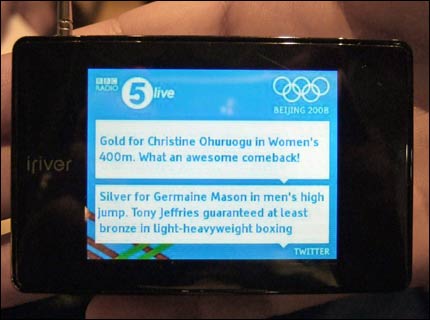 BBC
RADIO
5 live
BEIJING 2008
iriver
Gold for Christine Ohuruogu in Women's
400m. What an awesome comeback!
Silver for Germaine Mason in men's high
jump. Tony Jeffries guaranteed at least
bronze in light-heavyweight boxing
TWITTER